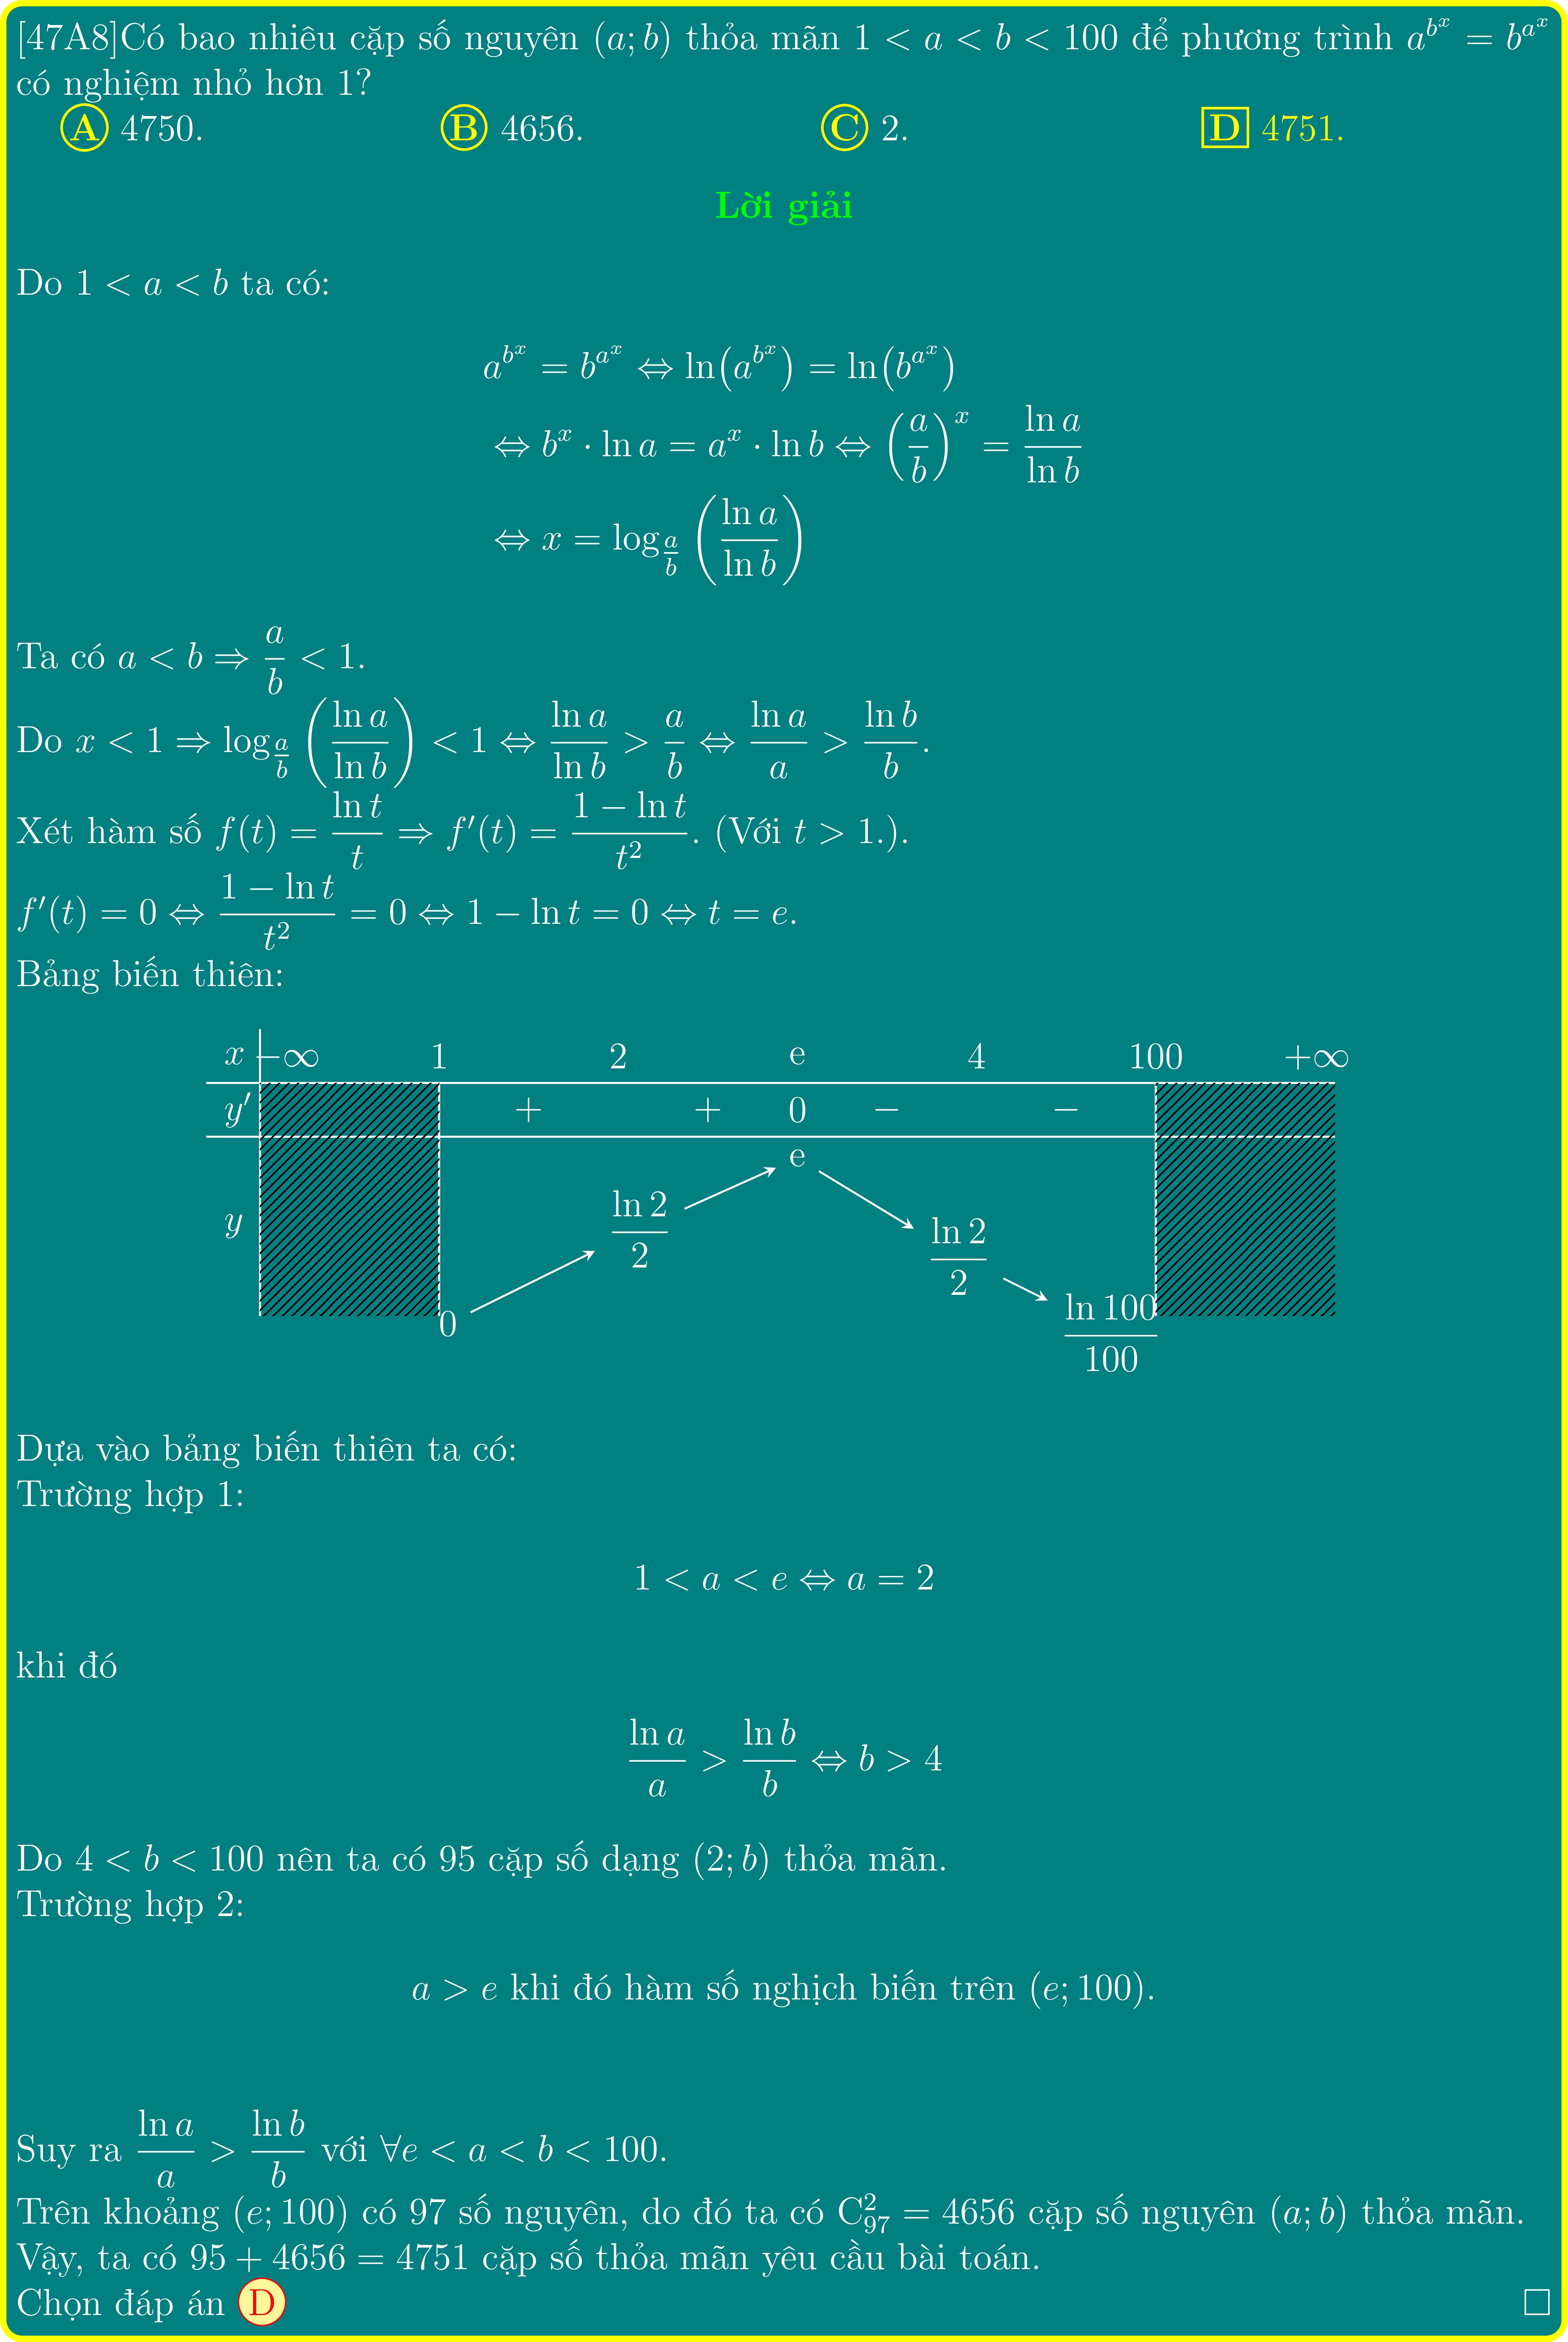 [47A8]Có bao nhiêu cặp số nguyên $(a; b)$ thỏa mãn $1 < a < b < 100$ để phương trình $a^{b^x} = b^{a^x}$
có nghiệm nhỏ hơn 1?
A 4750. B 4656. C 2. D 4751.
Lời giải
Do $1 < a < b$ ta có:
$a^{b^x} = b^{a^x} \Leftrightarrow \ln\left(a^{b^x}\right) = \ln\left(b^{a^x}\right)$
$\Leftrightarrow b^x \cdot \ln a = a^x \cdot \ln b \Leftrightarrow \left(\frac{a}{b}\right)^x = \frac{\ln a}{\ln b}$
$\Leftrightarrow x = \log_{\frac{a}{b}}\left(\frac{\ln a}{\ln b}\right)$
Ta có $a < b \Rightarrow \frac{a}{b} < 1$.
Do $x < 1 \Rightarrow \log_{\frac{a}{b}}\left(\frac{\ln a}{\ln b}\right) < 1 \Leftrightarrow \frac{\ln a}{\ln b} > \frac{a}{b} \Leftrightarrow \frac{\ln a}{a} > \frac{\ln b}{b}$.
Xét hàm số $f(t) = \frac{\ln t}{t} \Rightarrow f'(t) = \frac{1 - \ln t}{t^2}$. (Với $t > 1$.).
$f'(t) = 0 \Leftrightarrow \frac{1 - \ln t}{t^2} = 0 \Leftrightarrow 1 - \ln t = 0 \Leftrightarrow t = e$.
Bảng biến thiên:
$x$ $-\infty$ 1 2 e 4 100 $+\infty$
$y'$ + + 0 − −
$y$ 0 $\frac{\ln 2}{2}$ e $\frac{\ln 2}{2}$ $\frac{\ln 100}{100}$
Dựa vào bảng biến thiên ta có:
Trường hợp 1:
$1 < a < e \Leftrightarrow a = 2$
khi đó
$\frac{\ln a}{a} > \frac{\ln b}{b} \Leftrightarrow b > 4$
Do $4 < b < 100$ nên ta có 95 cặp số dạng $(2; b)$ thỏa mãn.
Trường hợp 2:
$a > e$ khi đó hàm số nghịch biến trên $(e; 100)$.
Suy ra $\frac{\ln a}{a} > \frac{\ln b}{b}$ với $\forall e < a < b < 100$.
Trên khoảng $(e; 100)$ có 97 số nguyên, do đó ta có $\mathrm{C}_{97}^2 = 4656$ cặp số nguyên $(a; b)$ thỏa mãn.
Vậy, ta có $95 + 4656 = 4751$ cặp số thỏa mãn yêu cầu bài toán.
Chọn đáp án D □